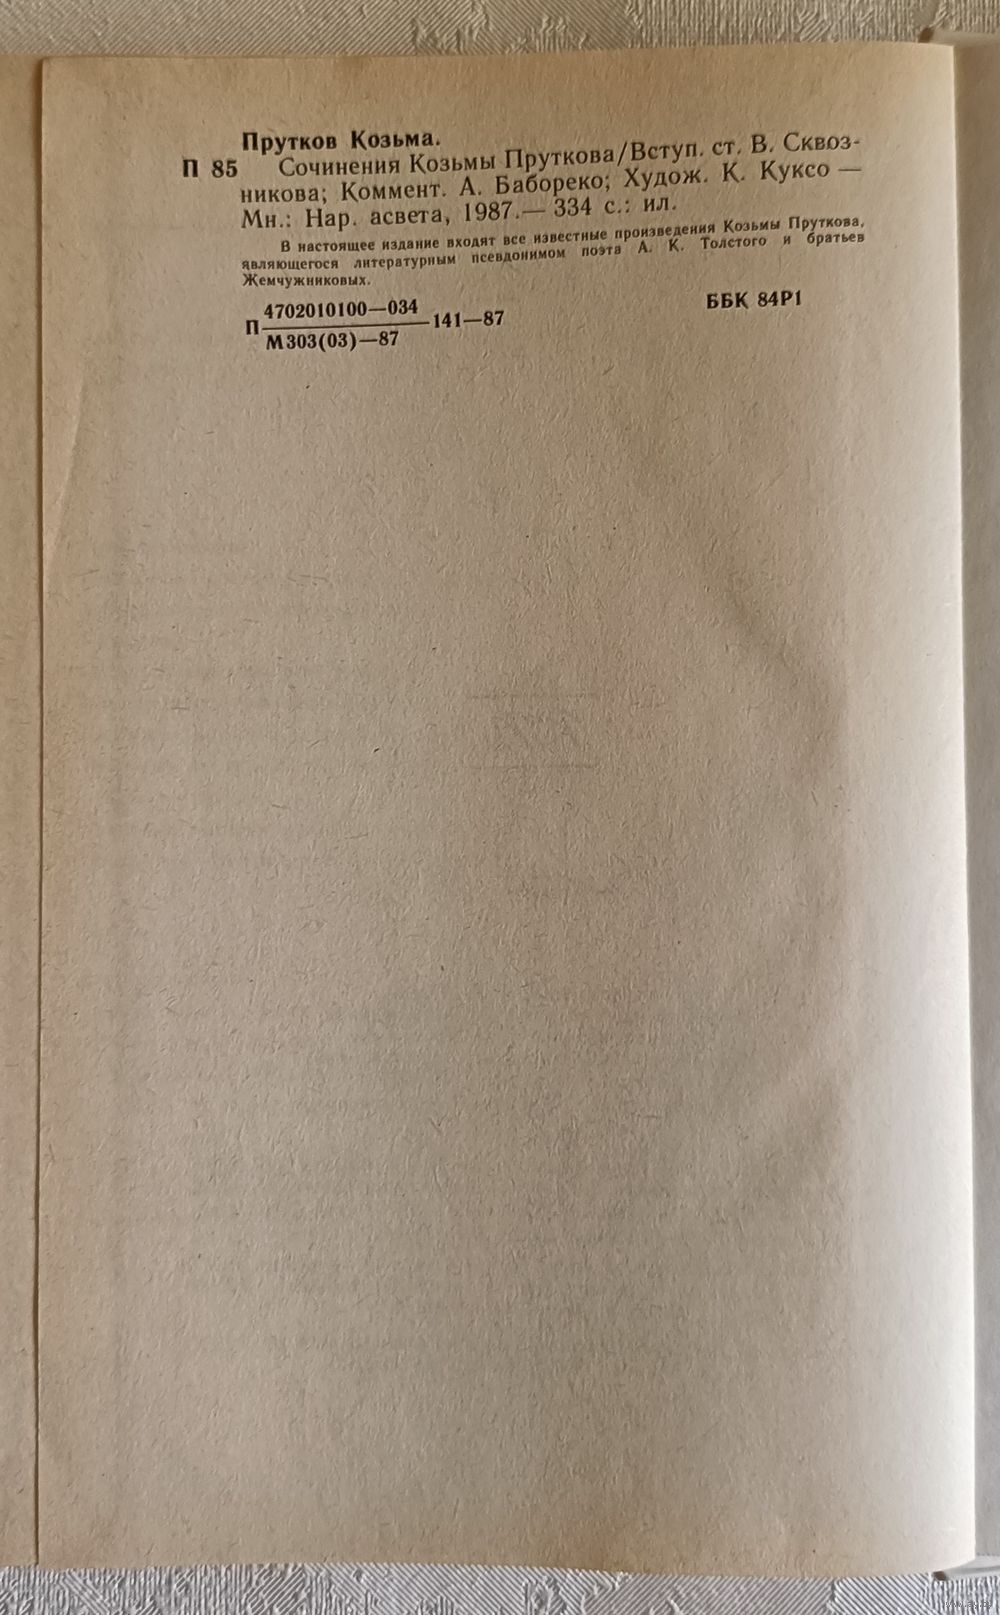 Прутков Козьма.
П 85 Сочинения Козьмы Пруткова/Вступ. ст. В. Сквоз-
никова; Коммент. А. Бабореко; Худож. К. Куксо —
Мн.: Нар. асвета, 1987.— 334 с.: ил.
В настоящее издание входят все известные произведения Козьмы Пруткова,
являющегося литературным псевдонимом поэта А. К. Толстого и братьев
Жемчужниковых.
4702010100—034
П 141—87
М303(03)—87
ББК 84Р1